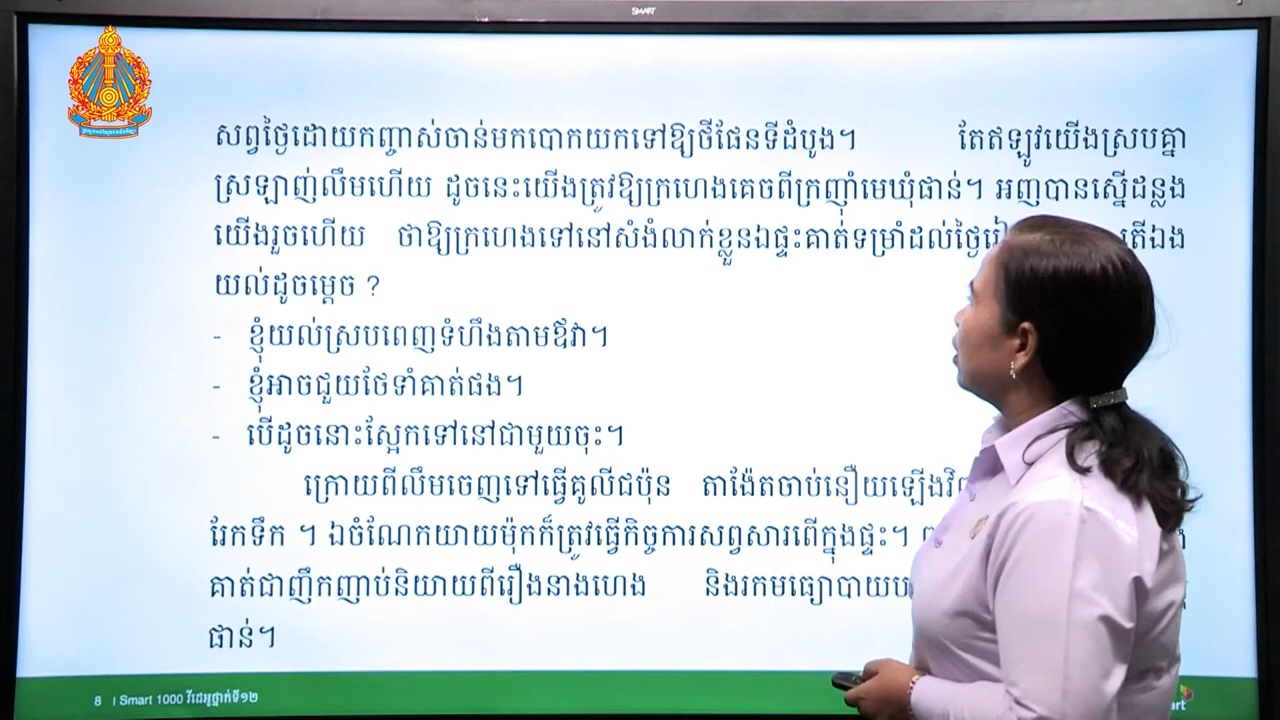 SMART
សព្វថ្ងៃដោយកញ្ចាស់ចាន់មកបោកយកទៅឱ្យថីផែនទីដំបូង។ តែឥឡូវយើងស្របគ្នា
ស្រឡាញ់លឹមហើយ ដូចនេះយើងត្រូវឱ្យក្រហេងគេចពីក្រញ៉ាំមេឃុំផាន់។ អញបានស្នើដន្លង
យើងរួចហើយ ថាឱ្យក្រហេងទៅនៅសំងំលាក់ខ្លួនឯផ្ទះគាត់ទម្រាំដល់ថ្ងៃ តើឯង
យល់ដូចម្តេច ?
- ខ្ញុំយល់ស្របពេញទំហឹងតាមឪវា។
- ខ្ញុំអាចជួយថែទាំគាត់ផង។
- បើដូចនោះស្អែកទៅនៅជាមួយចុះ។
ក្រោយពីលឹមចេញទៅធ្វើគូលីជប៉ុន តាង៉ែតចាប់នឿយឡើង
រែកទឹក ។ ឯចំណែកយាយម៉ុកក៏ត្រូវធ្វើកិច្ចការសព្វសារពើក្នុងផ្ទះ។
គាត់ជាញឹកញាប់និយាយពីរឿងនាងហេង និងរកមធ្យោបាយ
ផាន់។
8 | Smart 1000 វីដេអូថ្នាក់ទី១២